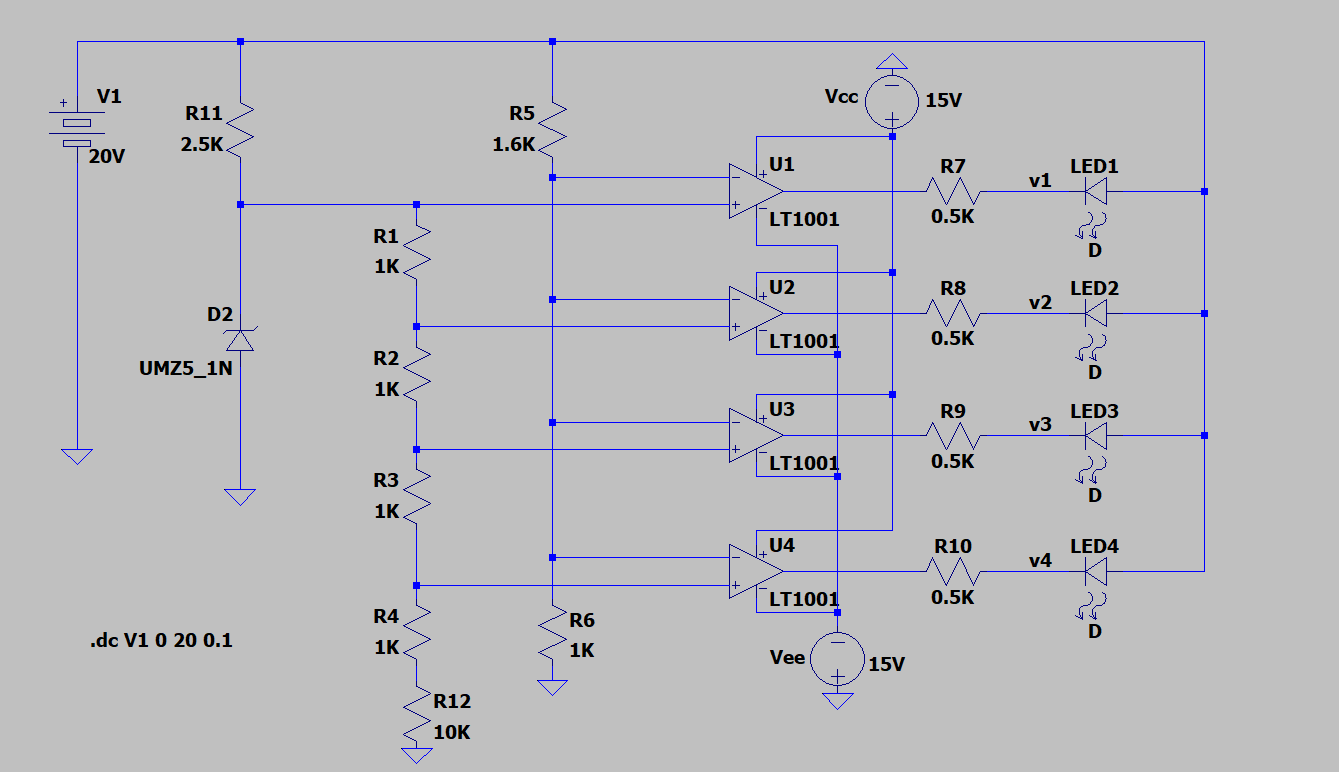 V1
20V
R11
2.5K
R5
1.6K
Vcc
15V
U1
LT1001
R7
0.5K
v1
LED1
D
R1
1K
U2
LT1001
R8
0.5K
v2
LED2
D
D2
UMZ5_1N
R2
1K
U3
LT1001
R9
0.5K
v3
LED3
D
R3
1K
U4
LT1001
R10
0.5K
v4
LED4
D
R4
1K
R6
1K
Vee
15V
.dc V1 0 20 0.1
R12
10K